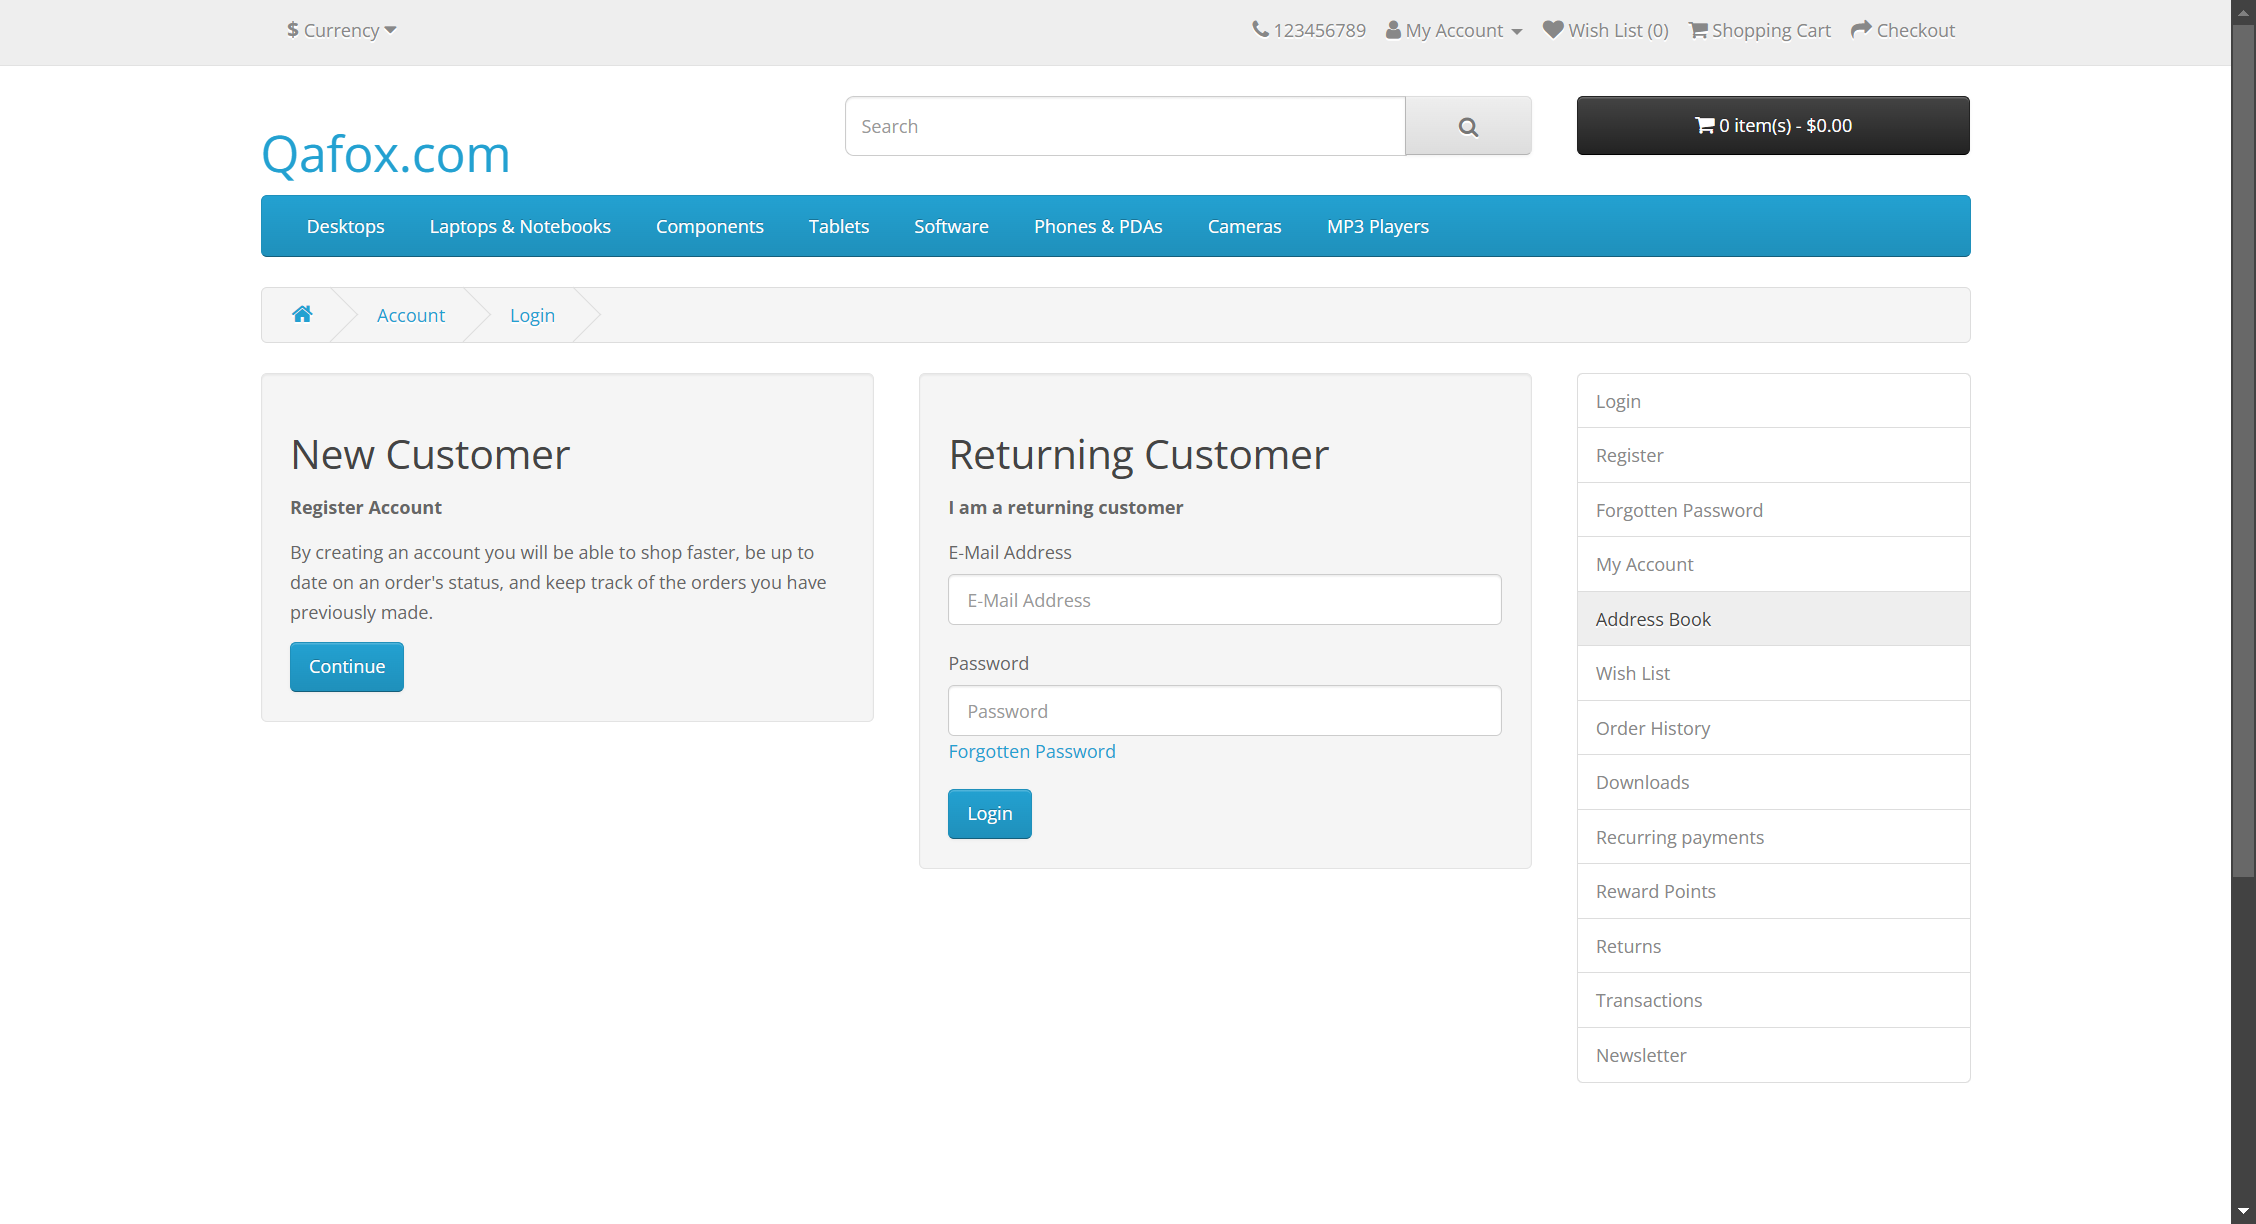 $ Currency
123456789 My Account Wish List (0) Shopping Cart Checkout
Qafox.com
Search
0 item(s) - $0.00
Desktops Laptops & Notebooks Components Tablets Software Phones & PDAs Cameras MP3 Players
Account Login
New Customer
Register Account
By creating an account you will be able to shop faster, be up to
date on an order's status, and keep track of the orders you have
previously made.
Continue
Returning Customer
I am a returning customer
E-Mail Address
E-Mail Address
Password
Password
Forgotten Password
Login
Login
Register
Forgotten Password
My Account
Address Book
Wish List
Order History
Downloads
Recurring payments
Reward Points
Returns
Transactions
Newsletter